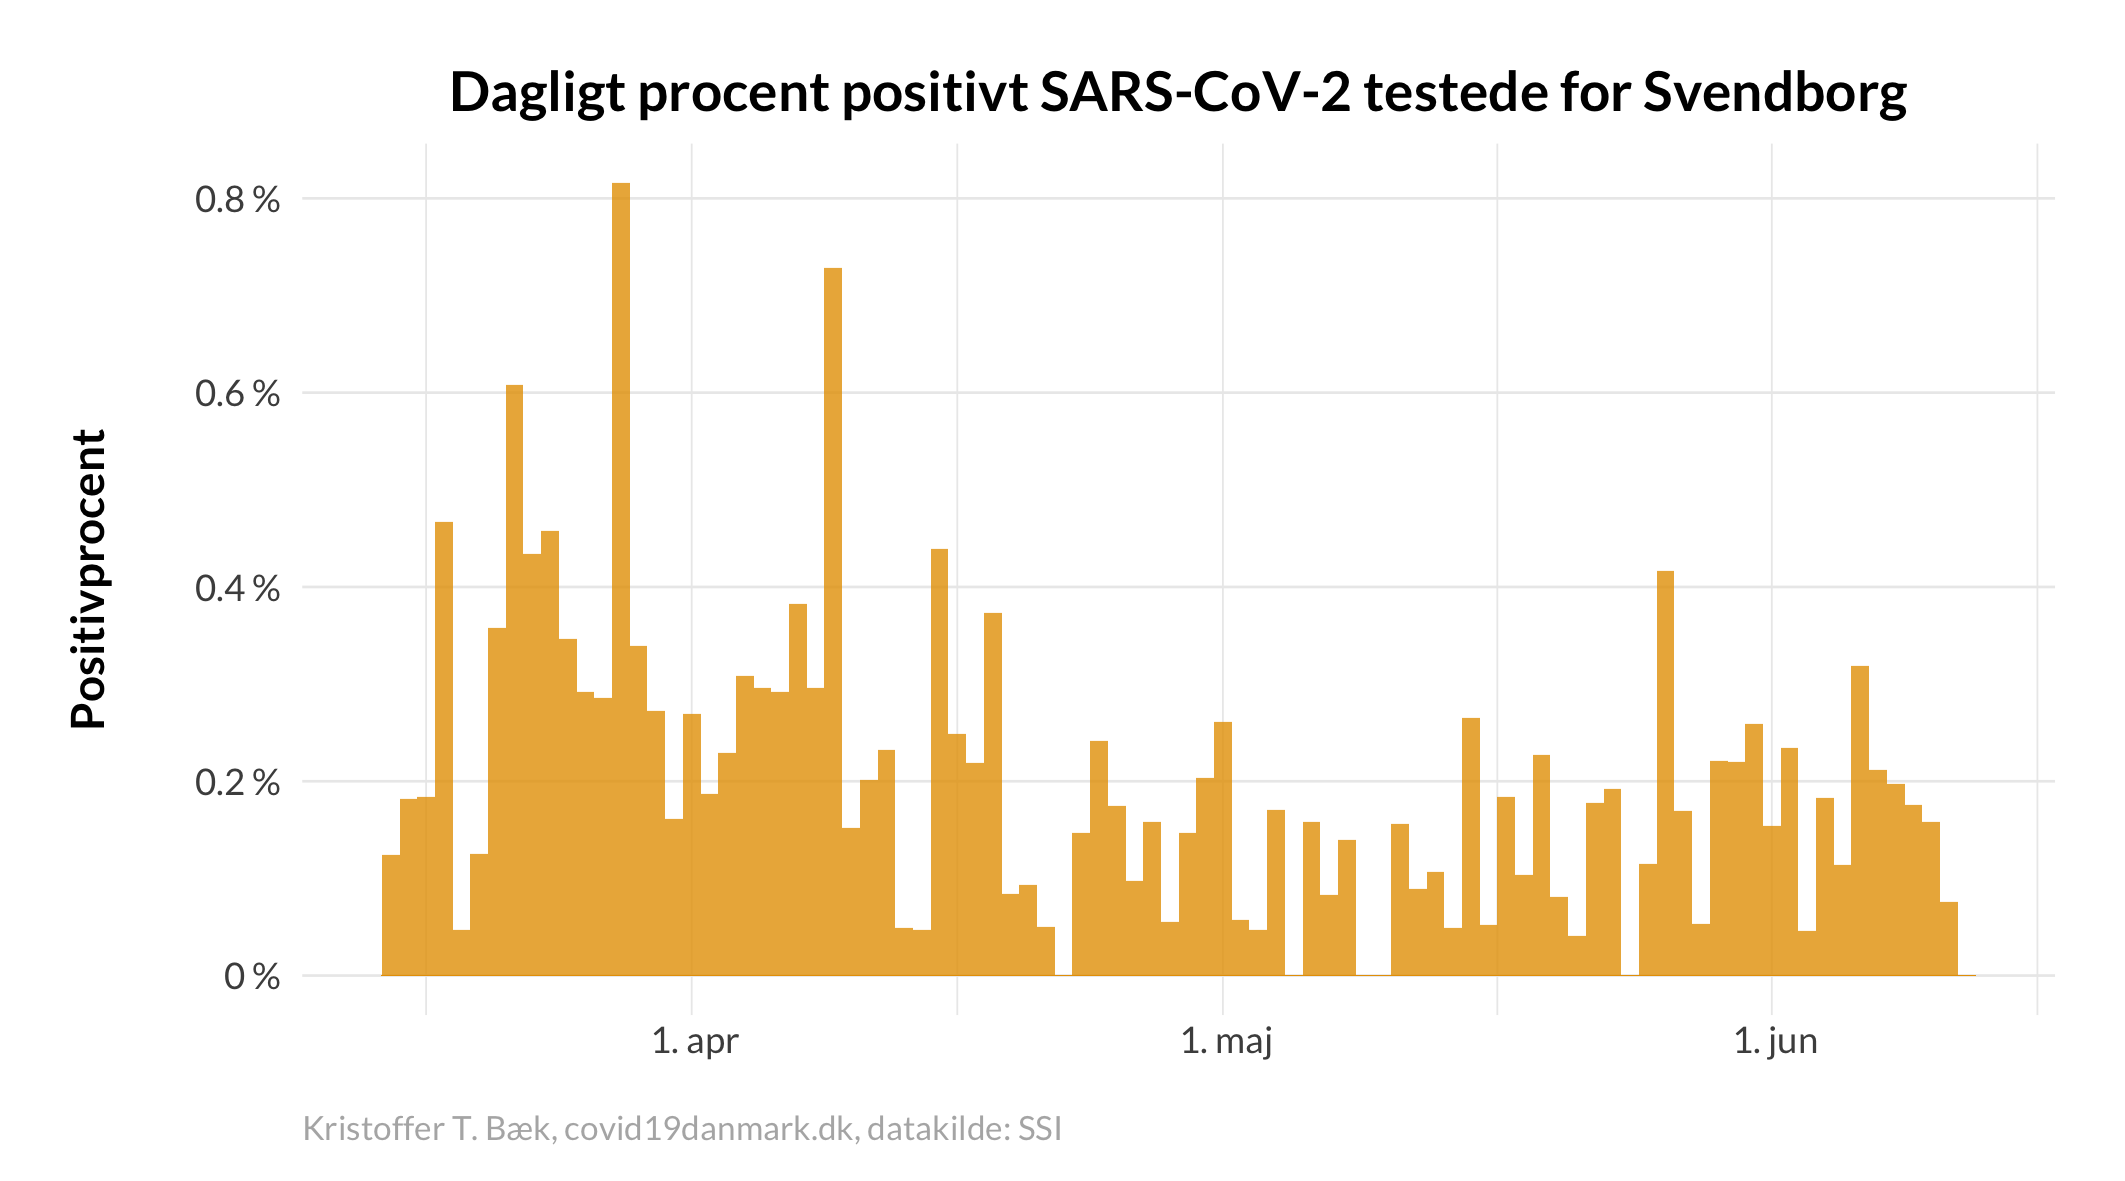 Dagligt procent positivt SARS-CoV-2 testede for Svendborg
Positivprocent
0.8 %
0.6 %
0.4 %
0.2 %
0 %
1. apr
1. maj
1. jun
Kristoffer T. Bæk, covid19danmark.dk, datakilde: SSI